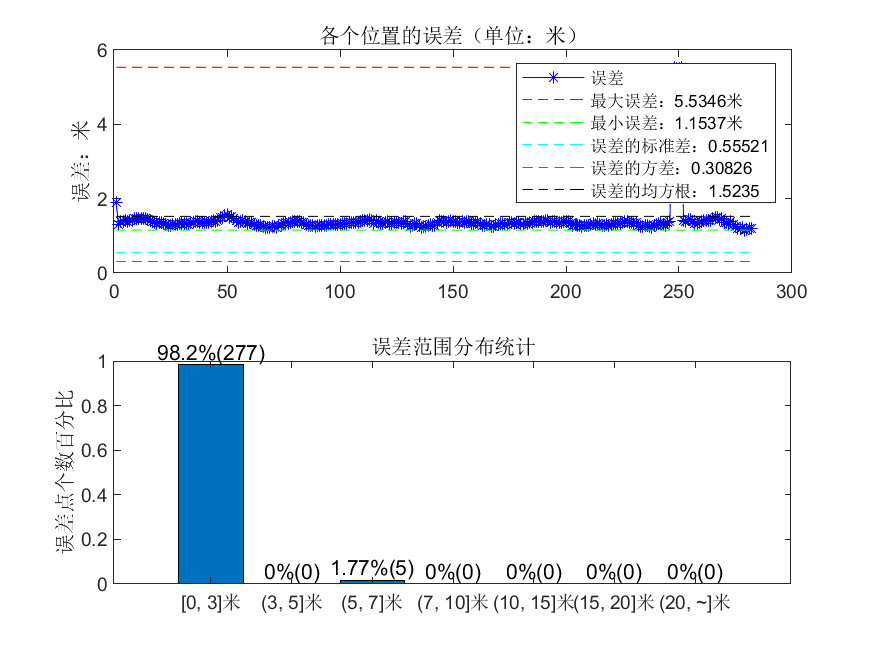 各个位置的误差（单位：米）
误差：米
6
4
2
0
0 50 100 150 200 250 300
误差
最大误差：5.5346米
最小误差：1.1537米
误差的标准差：0.55521
误差的方差：0.30826
误差的均方根：1.5235
误差范围分布统计
误差点个数百分比
1
0.8
0.6
0.4
0.2
0
98.2%(277)
0%(0)
1.77%(5)
0%(0)
0%(0)
0%(0)
0%(0)
[0, 3]米 (3, 5]米 (5, 7]米 (7, 10]米 (10, 15]米 (15, 20]米 (20, ~]米